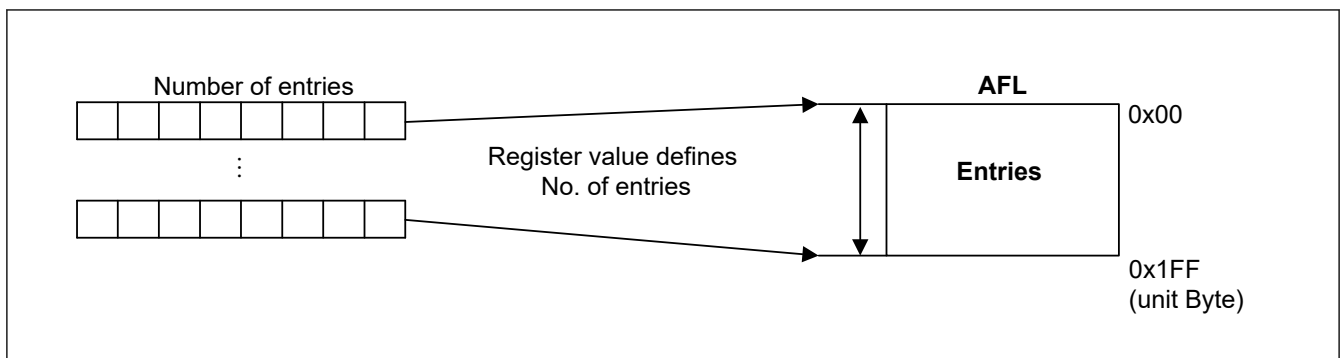 Number of entries
AFL
0x00
⋮
Register value defines
No. of entries
Entries
0x1FF
(unit Byte)